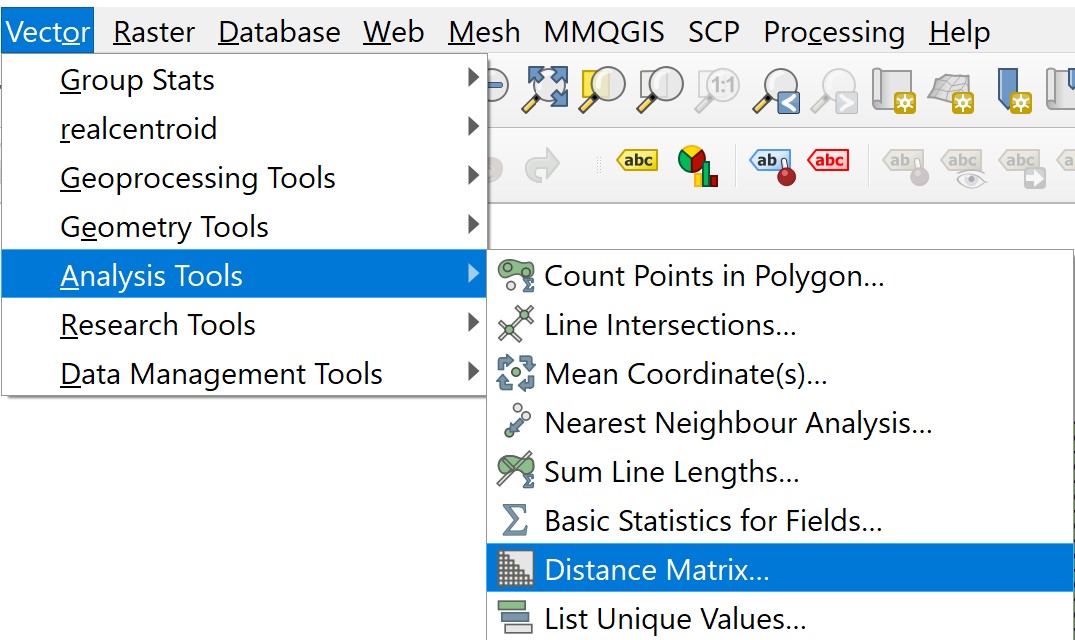 Vector Raster Database Web Mesh MMQGIS SCP Processing Help
Group Stats
1:1
realcentroid
abc ab abc ab abc abc
Geoprocessing Tools
Geometry Tools
Analysis Tools
Research Tools
Data Management Tools
Count Points in Polygon...
Line Intersections...
Mean Coordinate(s)...
Nearest Neighbour Analysis...
Sum Line Lengths...
Basic Statistics for Fields...
Distance Matrix...
List Unique Values...